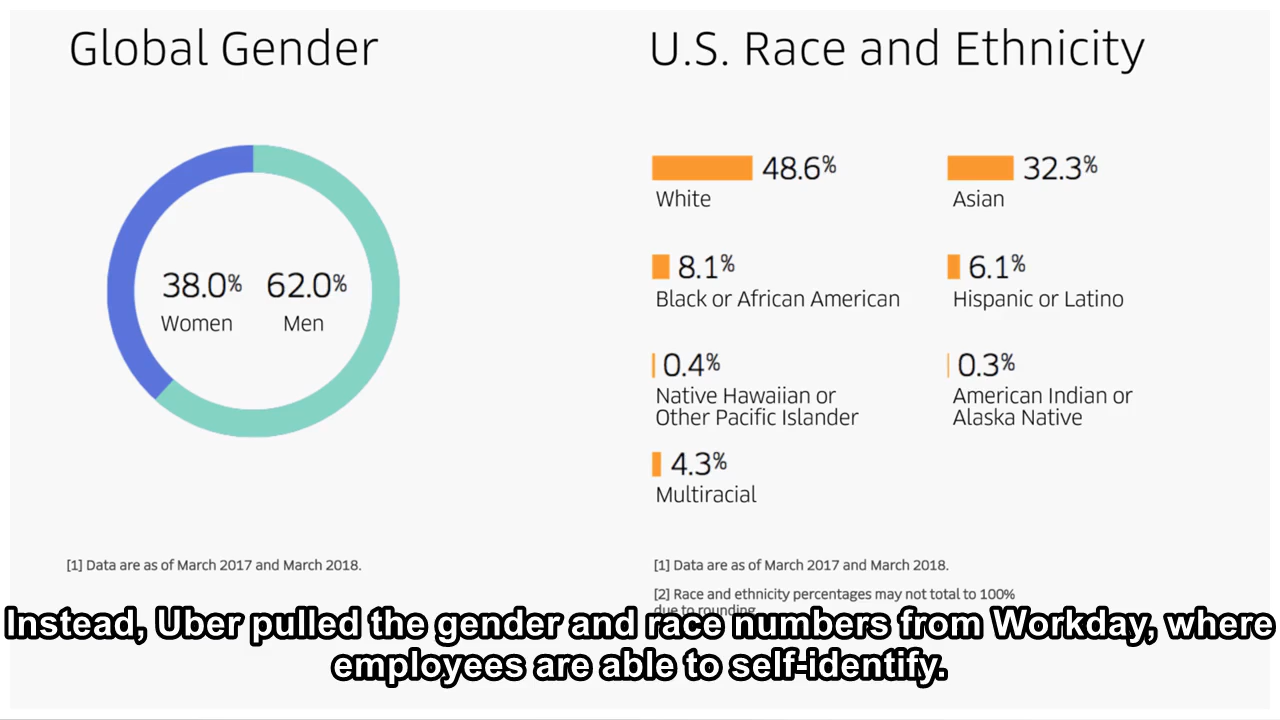 Global Gender
38.0% 62.0%
Women Men
[1] Data are as of March 2017 and March 2018.
U.S. Race and Ethnicity
48.6%
White
32.3%
Asian
8.1%
Black or African American
6.1%
Hispanic or Latino
0.4%
Native Hawaiian or
Other Pacific Islander
0.3%
American Indian or
Alaska Native
4.3%
Multiracial
[1] Data are as of March 2017 and March 2018.
[2] Race and ethnicity percentages may not total to 100%
due to rounding
Instead, Uber pulled the gender and race numbers from Workday, where
employees are able to self-identify.